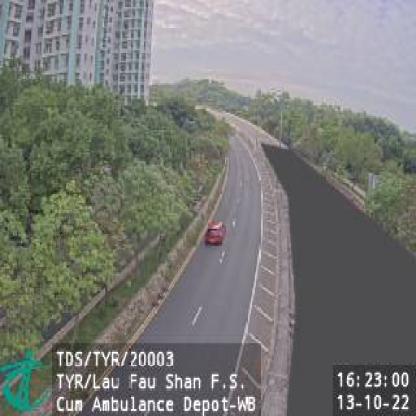 TDS/TYR/20003
TYR/Lau Fau Shan F.S.
Cum Ambulance Depot-WB
16:23:00
13-10-22